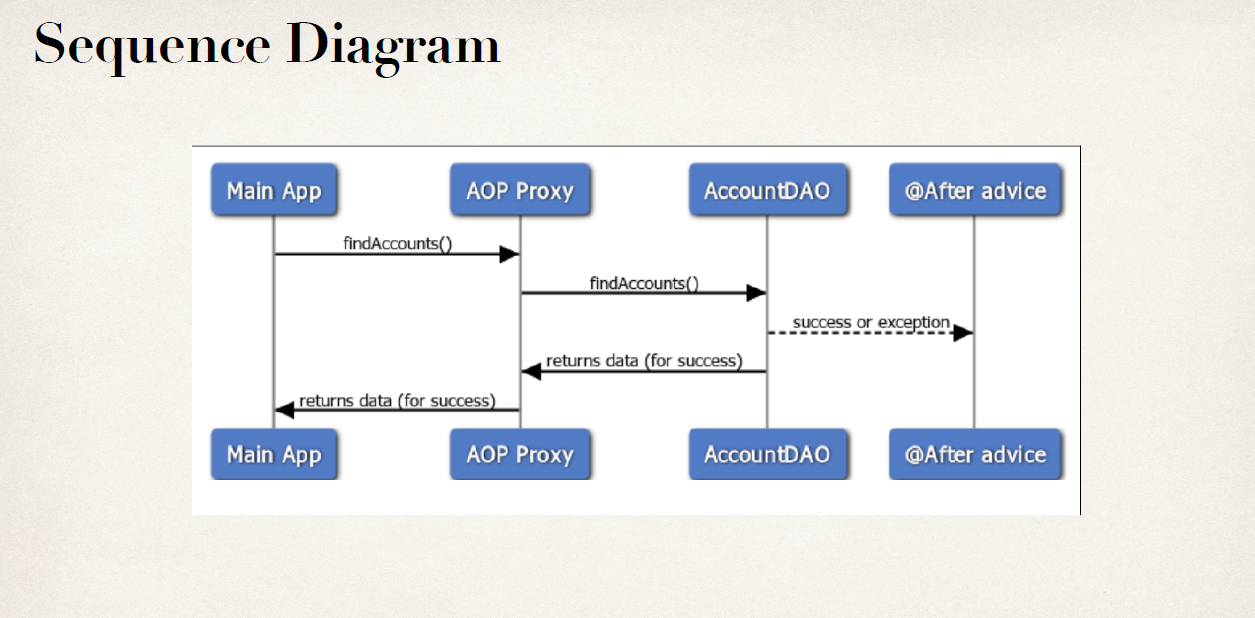 Sequence Diagram
Main App
AOP Proxy
AccountDAO
@After advice
findAccounts()
findAccounts()
success or exception
returns data (for success)
returns data (for success)
Main App
AOP Proxy
AccountDAO
@After advice